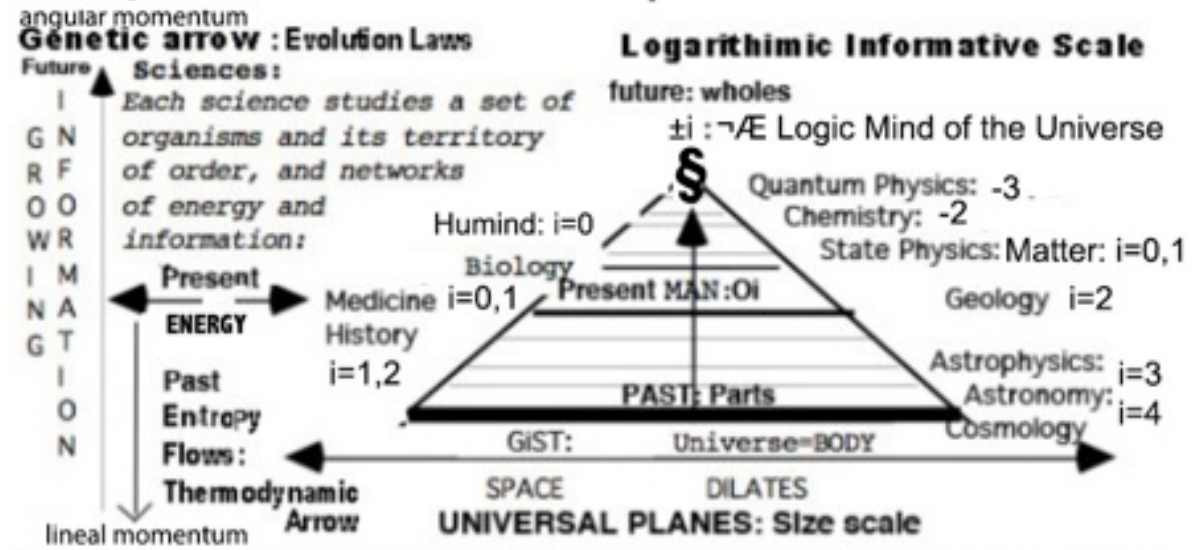 angular momentum
Genetic arrow : Evolution Laws
Future
GROWING
INFORMATION
Sciences:
Each science studies a set of
organisms and its territory
of order, and networks
of energy and
information:
Present
ENERGY
Past
Entropy
Flows:
Thermodynamic
Arrow
lineal momentum
Logarithimic Informative Scale
future: wholes
±i :¬Æ Logic Mind of the Universe
§
Quantum Physics: -3
Chemistry: -2
Humind: i=0
State Physics: Matter: i=0,1
Biology
Present MAN:Oi
Medicine i=0,1
Geology i=2
History
i=1,2
Astrophysics: i=3
PAST: Parts
Astronomy: i=4
Cosmology
GiST: Universe=BODY
SPACE DILATES
UNIVERSAL PLANES: Size scale